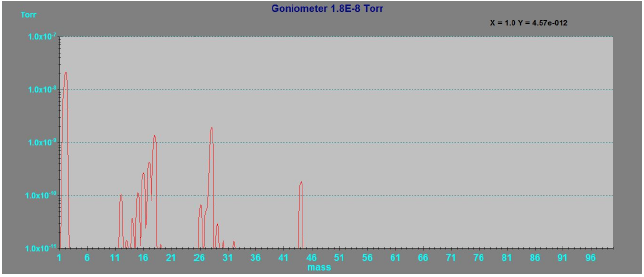 Goniometer 1.8E-8 Torr
Torr
X = 1.0 Y = 4.57e-012
1.0x10-7
1.0x10-8
1.0x10-9
1.0x10-10
1.0x10-11
1 6 11 16 21 26 31 36 41 46 51 56 61 66 71 76 81 86 91 96
mass